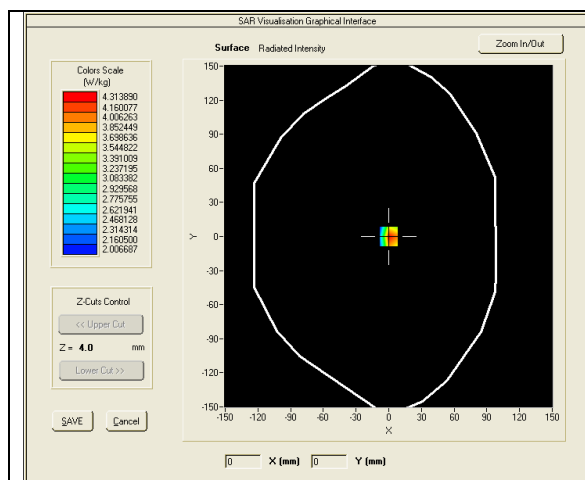 SAR Visualisation Graphical Interface
Surface Radiated Intensity
Zoom In/Out
Colors Scale
(W/kg)
4.313890
4.160077
4.006263
3.852449
3.698636
3.544822
3.391009
3.237195
3.083382
2.929568
2.775755
2.621941
2.468128
2.314314
2.160500
2.006687
Z-Cuts Control
<< Upper Cut
Z = 4.0 mm
Lower Cut >>
SAVE Cancel
150
120
90
60
30
0
-30
-60
-90
-120
-150
Y
-150 -120 -90 -60 -30 0 30 60 90 120 150
X
0 X (mm) 0 Y (mm)